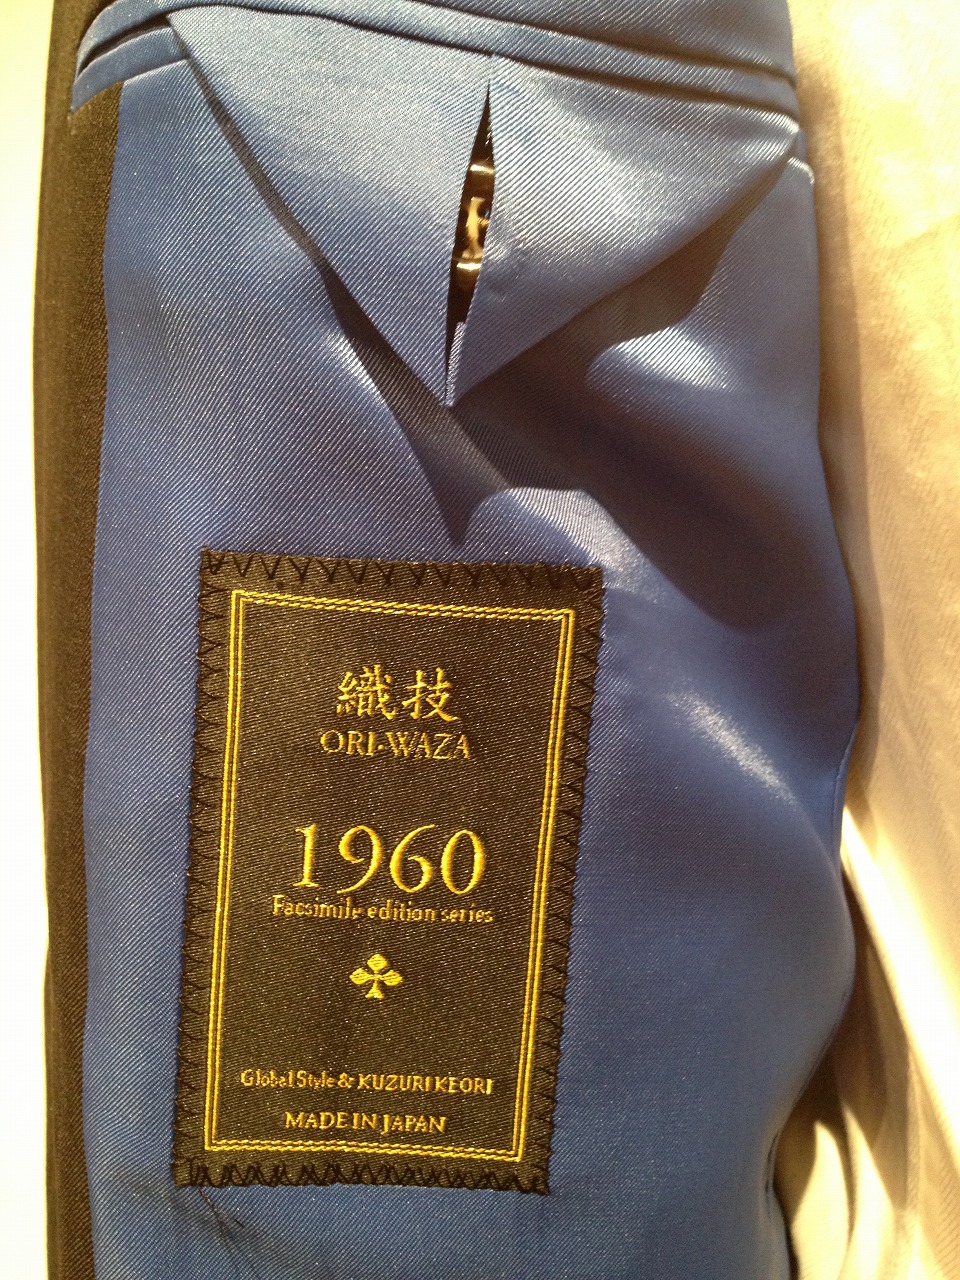 織技
ORI-WAZA
1960
Facsimile edition series
Global Style & KUZURI KEORI
MADE IN JAPAN